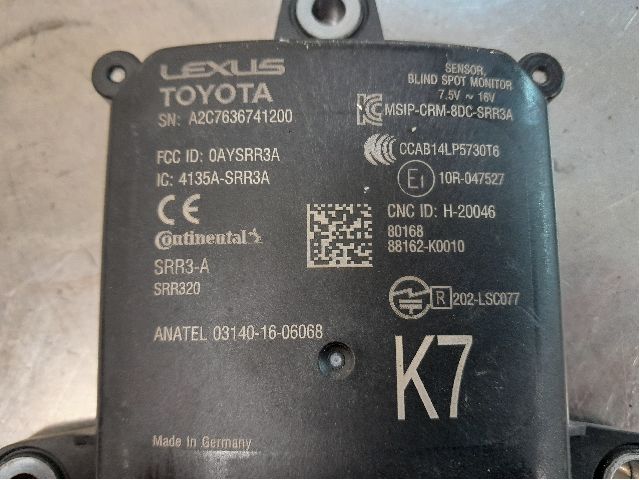 LEXUS
TOYOTA
SN: A2C7636741200
FCC ID: 0AYSRR3A
IC: 4135A-SRR3A
CE
Continental
SRR3-A
SRR320
ANATEL 03140-16-06068
Made in Germany
SENSOR,
BLIND SPOT MONITOR
7.5V ~ 16V
MSIP-CRM-8DC-SRR3A
CCAB14LP5730T6
E1 10R-047527
CNC ID: H-20046
80168
88162-K0010
R 202-LSC077
K7